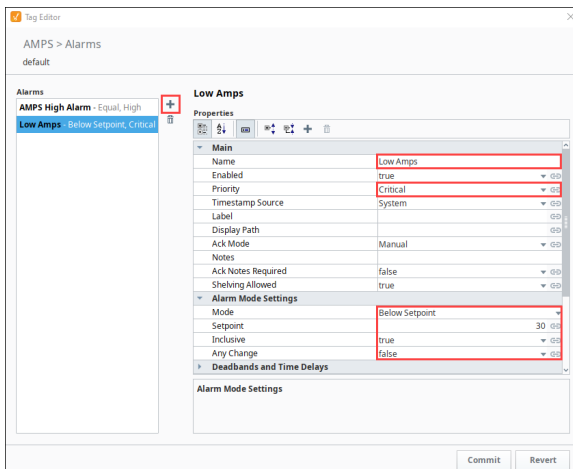 Tag Editor
AMPS > Alarms
default
Alarms
AMPS High Alarm - Equal, High
Low Amps - Below Setpoint, Critical
Low Amps
Properties
Main
Name Low Amps
Enabled true
Priority Critical
Timestamp Source System
Label
Display Path
Ack Mode Manual
Notes
Ack Notes Required false
Shelving Allowed true
Alarm Mode Settings
Mode Below Setpoint
Setpoint 30
Inclusive true
Any Change false
Deadbands and Time Delays
Alarm Mode Settings
Commit Revert